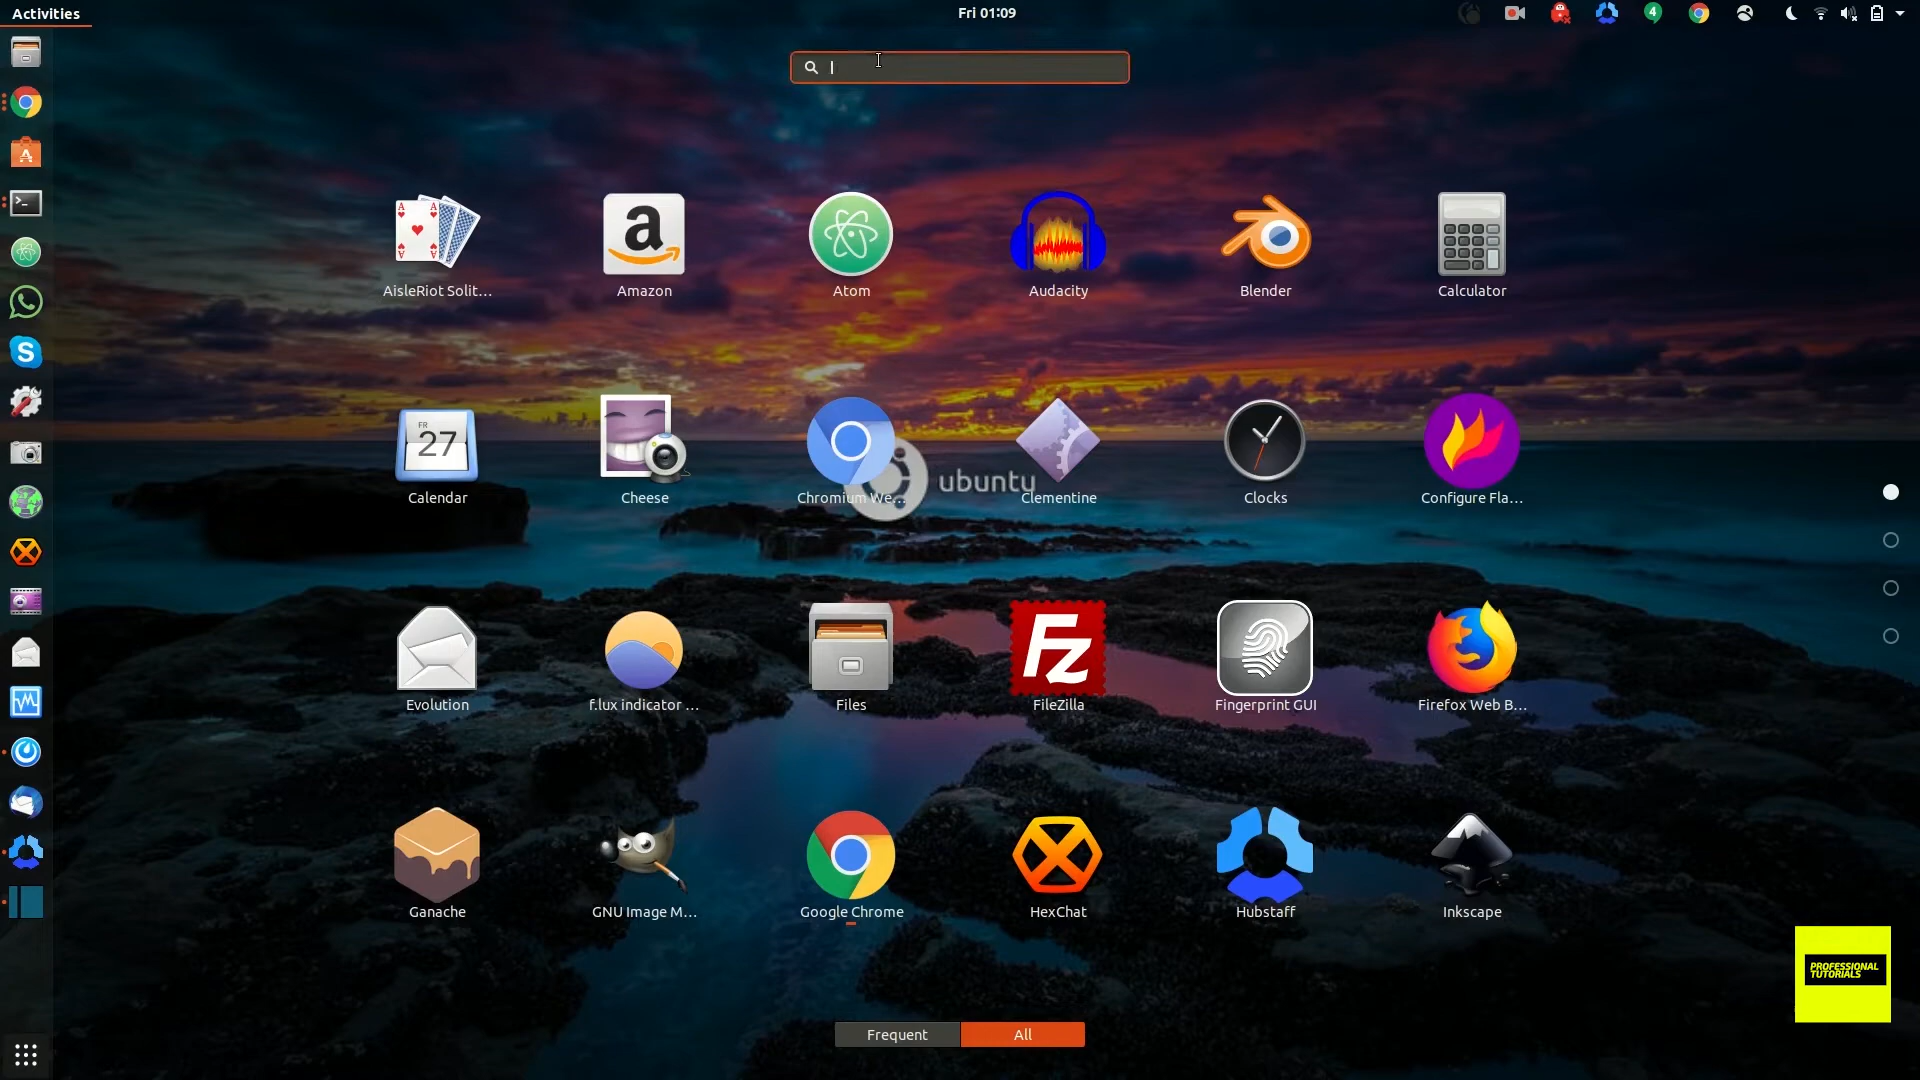 Activities
Fri 01:09
4
AisleRiot Solit...
Amazon
Atom
Audacity
Blender
Calculator
FR
27
Calendar
Cheese
Chromium We...
ubuntu
Clementine
Clocks
Configure Fla...
Evolution
f.lux indicator ...
Files
FileZilla
Fingerprint GUI
Firefox Web B...
Ganache
GNU Image M...
Google Chrome
HexChat
Hubstaff
Inkscape
PROFESSIONAL
TUTORIALS
Frequent
All